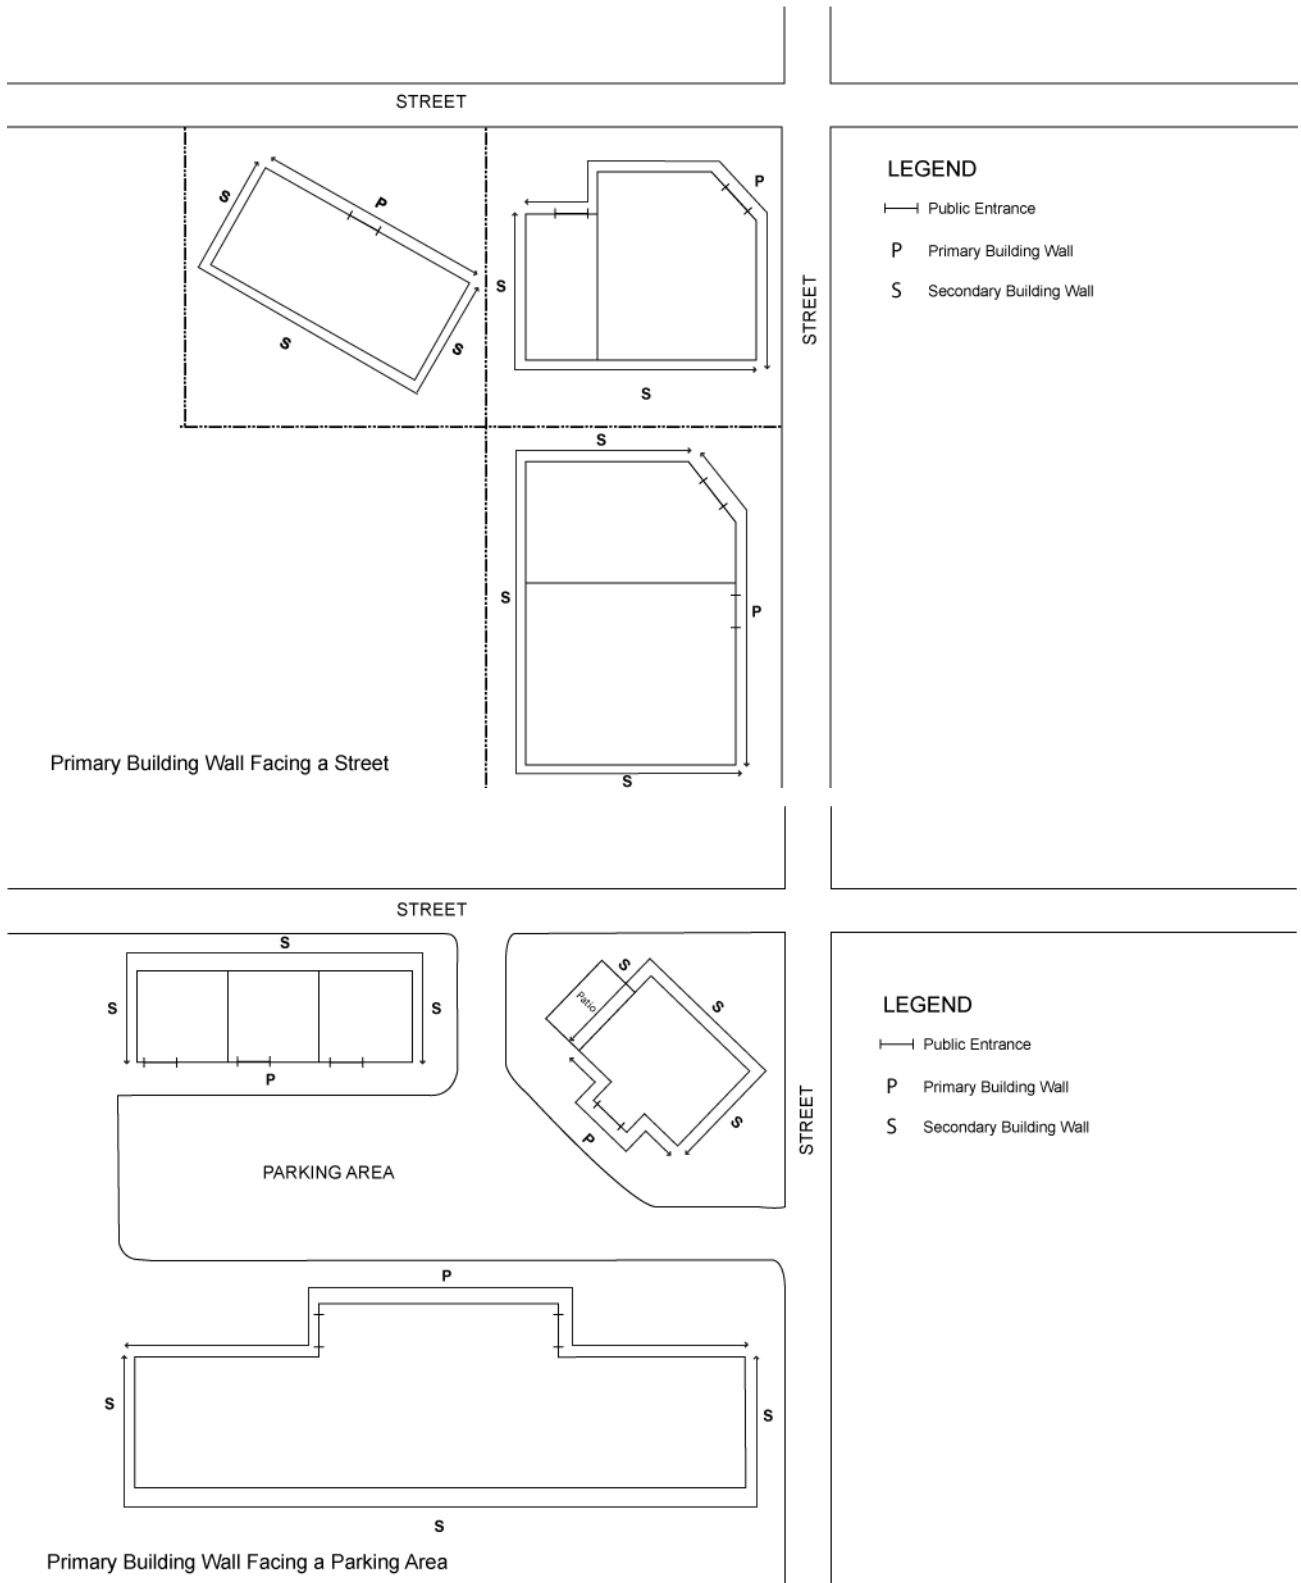 STREET
LEGEND
Public Entrance
P Primary Building Wall
S Secondary Building Wall
S
P
P
S
S
S
S
STREET
S
S
S
P
S
Primary Building Wall Facing a Street
STREET
S
S
S
P
S
Patio
S
S
P
STREET
LEGEND
Public Entrance
P Primary Building Wall
S Secondary Building Wall
PARKING AREA
P
S
S
S
Primary Building Wall Facing a Parking Area